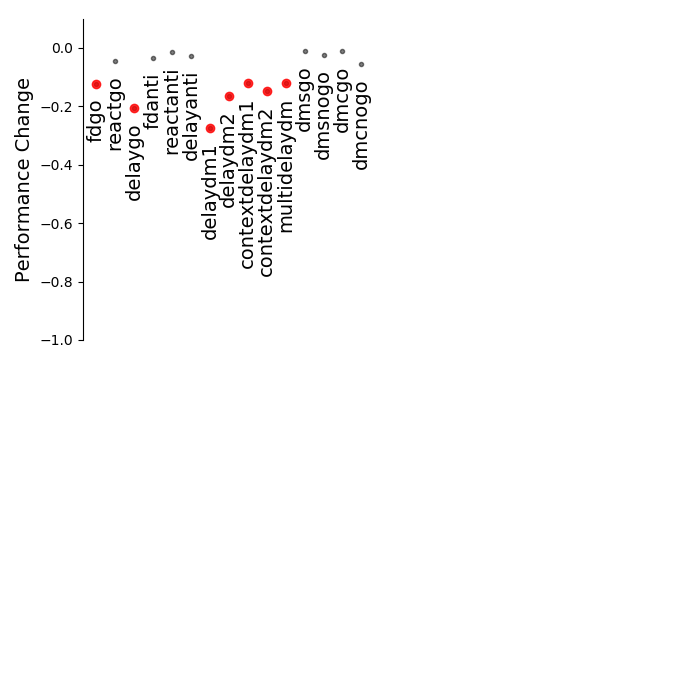 Performance Change
0.0
−0.2
−0.4
−0.6
−0.8
−1.0
fdgo
reactgo
delaygo
fdanti
reactanti
delayanti
delaydm1
delaydm2
contextdelaydm1
contextdelaydm2
multidelaydm
dmsgo
dmsnogo
dmcgo
dmcnogo